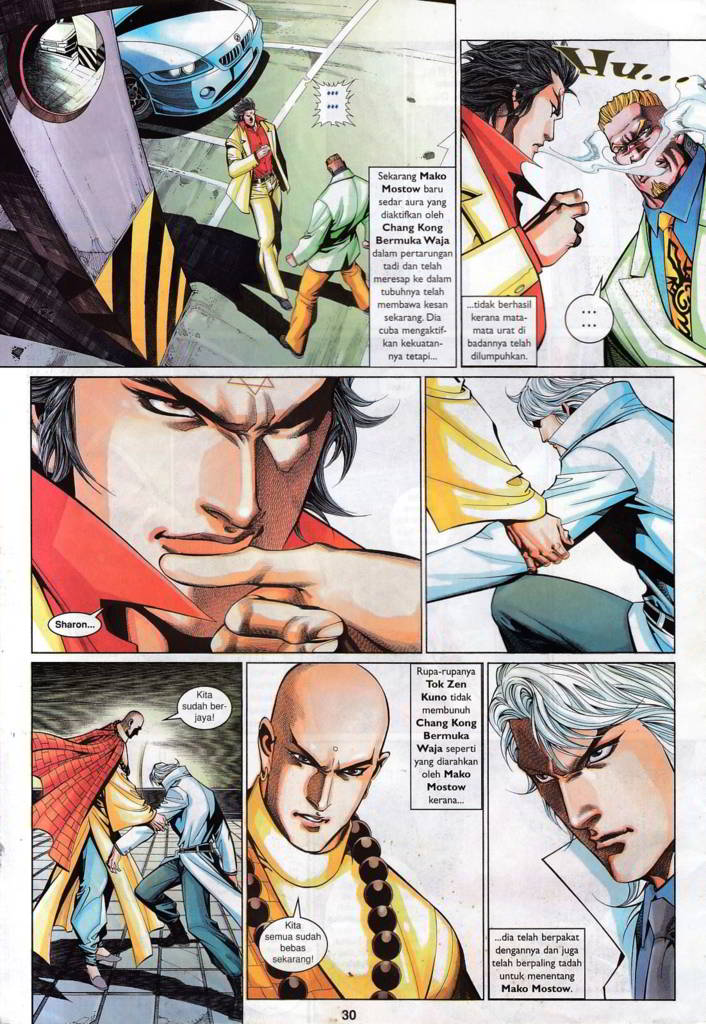 ... ...
Sekarang Mako
Mostow baru
sedar aura yang
diaktifkan oleh
Chang Kong
Bermuka Waja
dalam pertarungan
tadi dan telah
meresap ke dalam
tubuhnya telah
membawa kesan
sekarang. Dia
cuba mengaktif-
kan kekuatan-
nya tetapi...
Hu...
...tidak berhasil
kerana mata-
mata urat di
badannya telah
dilumpuhkan.
...
...
Sharon...
Kita
sudah ber-
jaya!
Kita
semua sudah
bebas
sekarang!
Rupa-rupanya
Tok Zen
Kuno tidak
membunuh
Chang Kong
Bermuka
Waja seperti
yang diarahkan
oleh Mako
Mostow
kerana...
...dia telah berpakat
dengannya dan juga
telah berpaling tadah
untuk menentang
Mako Mostow.
30